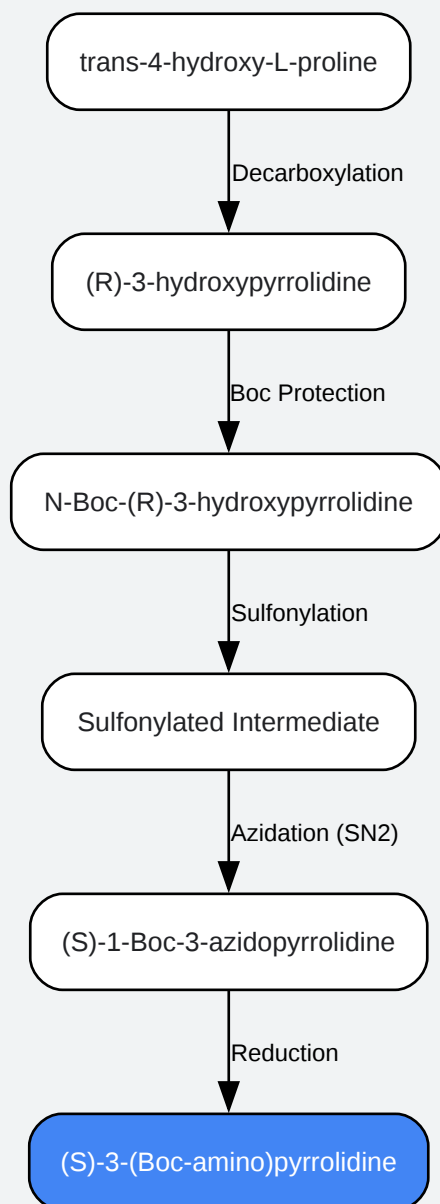 trans-4-hydroxy-L-proline
Decarboxylation
(R)-3-hydroxypyrrolidine
Boc Protection
N-Boc-(R)-3-hydroxypyrrolidine
Sulfonylation
Sulfonylated Intermediate
Azidation (SN2)
(S)-1-Boc-3-azidopyrrolidine
Reduction
(S)-3-(Boc-amino)pyrrolidine